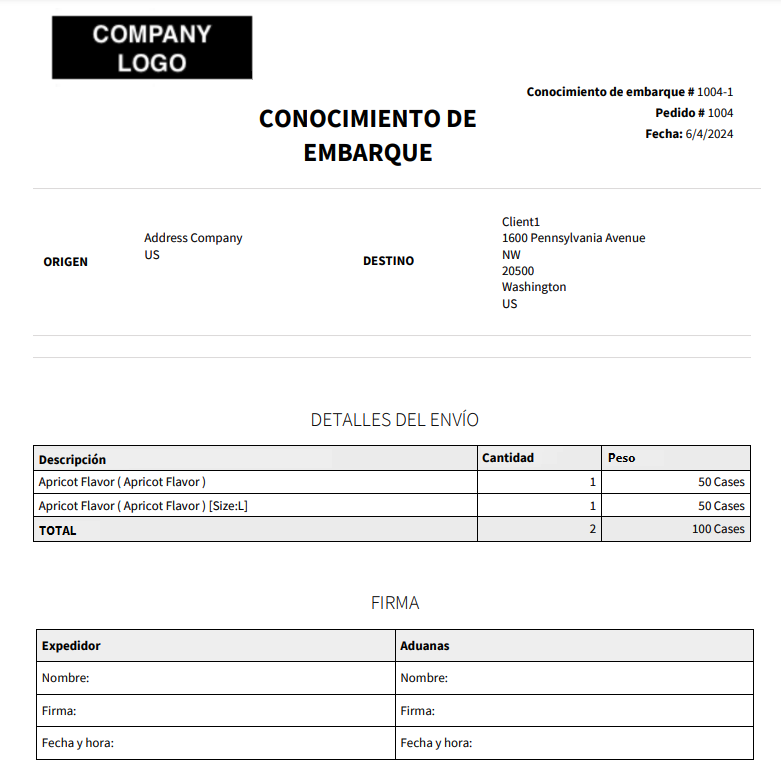 COMPANY
LOGO
Conocimiento de embarque # 1004-1
Pedido # 1004
Fecha: 6/4/2024
CONOCIMIENTO DE
EMBARQUE
ORIGEN
Address Company
US
DESTINO
Client1
1600 Pennsylvania Avenue
NW
20500
Washington
US
DETALLES DEL ENVÍO
Descripción Cantidad Peso
Apricot Flavor ( Apricot Flavor ) 1 50 Cases
Apricot Flavor ( Apricot Flavor ) [Size:L] 1 50 Cases
TOTAL 2 100 Cases
FIRMA
Expedidor Aduanas
Nombre: Nombre:
Firma: Firma:
Fecha y hora: Fecha y hora: